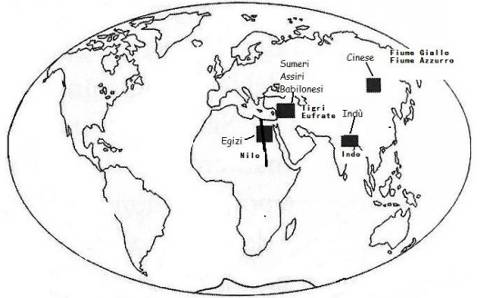 Cinese
Fiume Giallo
Fiume Azzurro
Sumeri
Assiri
Babilonesi
Tigri
Eufrate
Indù
Indo
Egizi
Nilo